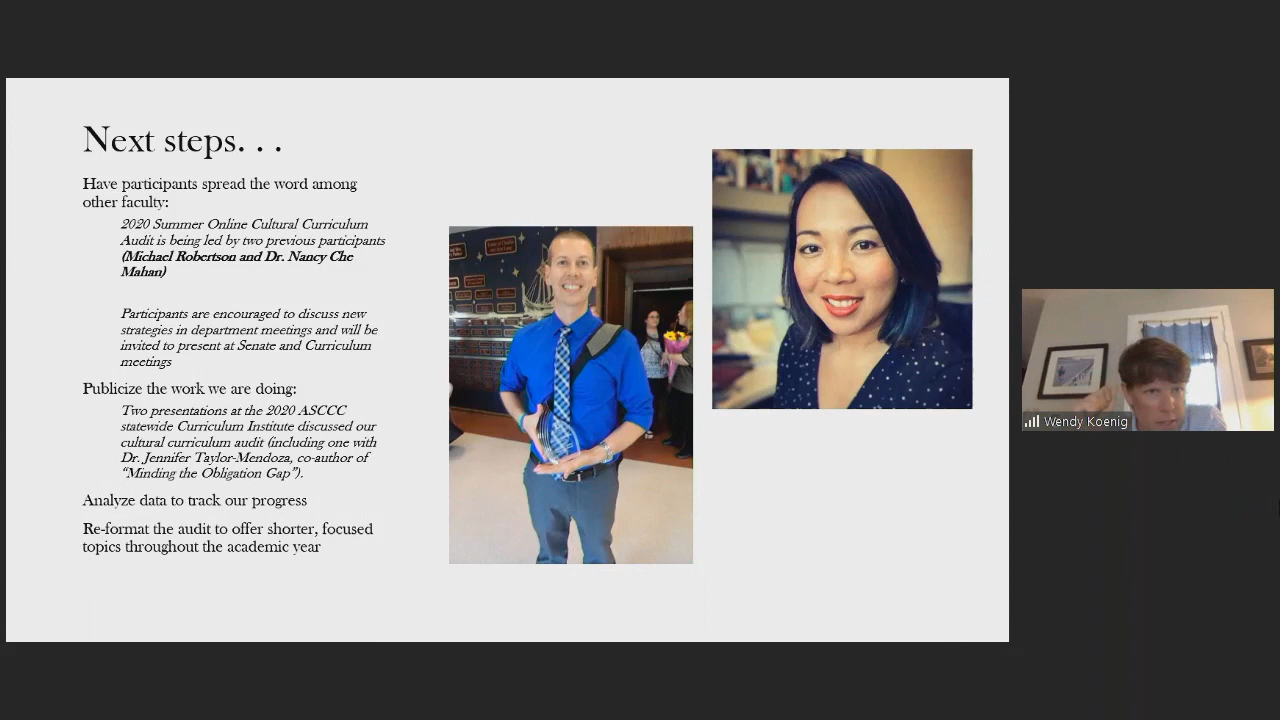 Next steps. . .
Have participants spread the word among
other faculty:
2020 Summer Online Cultural Curriculum
Audit is being led by two previous participants
(Michael Robertson and Dr. Nancy Che
Mahan)
Participants are encouraged to discuss new
strategies in department meetings and will be
invited to present at Senate and Curriculum
meetings
Publicize the work we are doing:
Two presentations at the 2020 ASCCC
statewide Curriculum Institute discussed our
cultural curriculum audit (including one with
Dr. Jennifer Taylor-Mendoza, co-author of
“Minding the Obligation Gap”).
Analyze data to track our progress
Re-format the audit to offer shorter, focused
topics throughout the academic year
Wendy Koenig